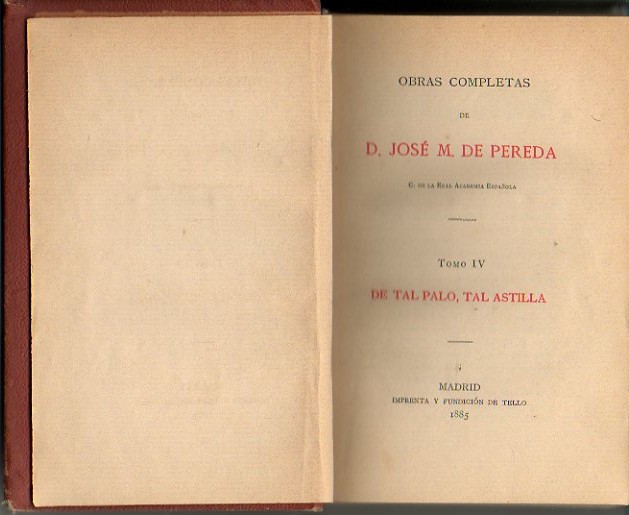 OBRAS COMPLETAS
DE
D. JOSÉ M. DE PEREDA
C. DE LA REAL ACADEMIA ESPAÑOLA
TOMO IV
DE TAL PALO, TAL ASTILLA
MADRID
IMPRENTA Y FUNDICIÓN DE TELLO
1885